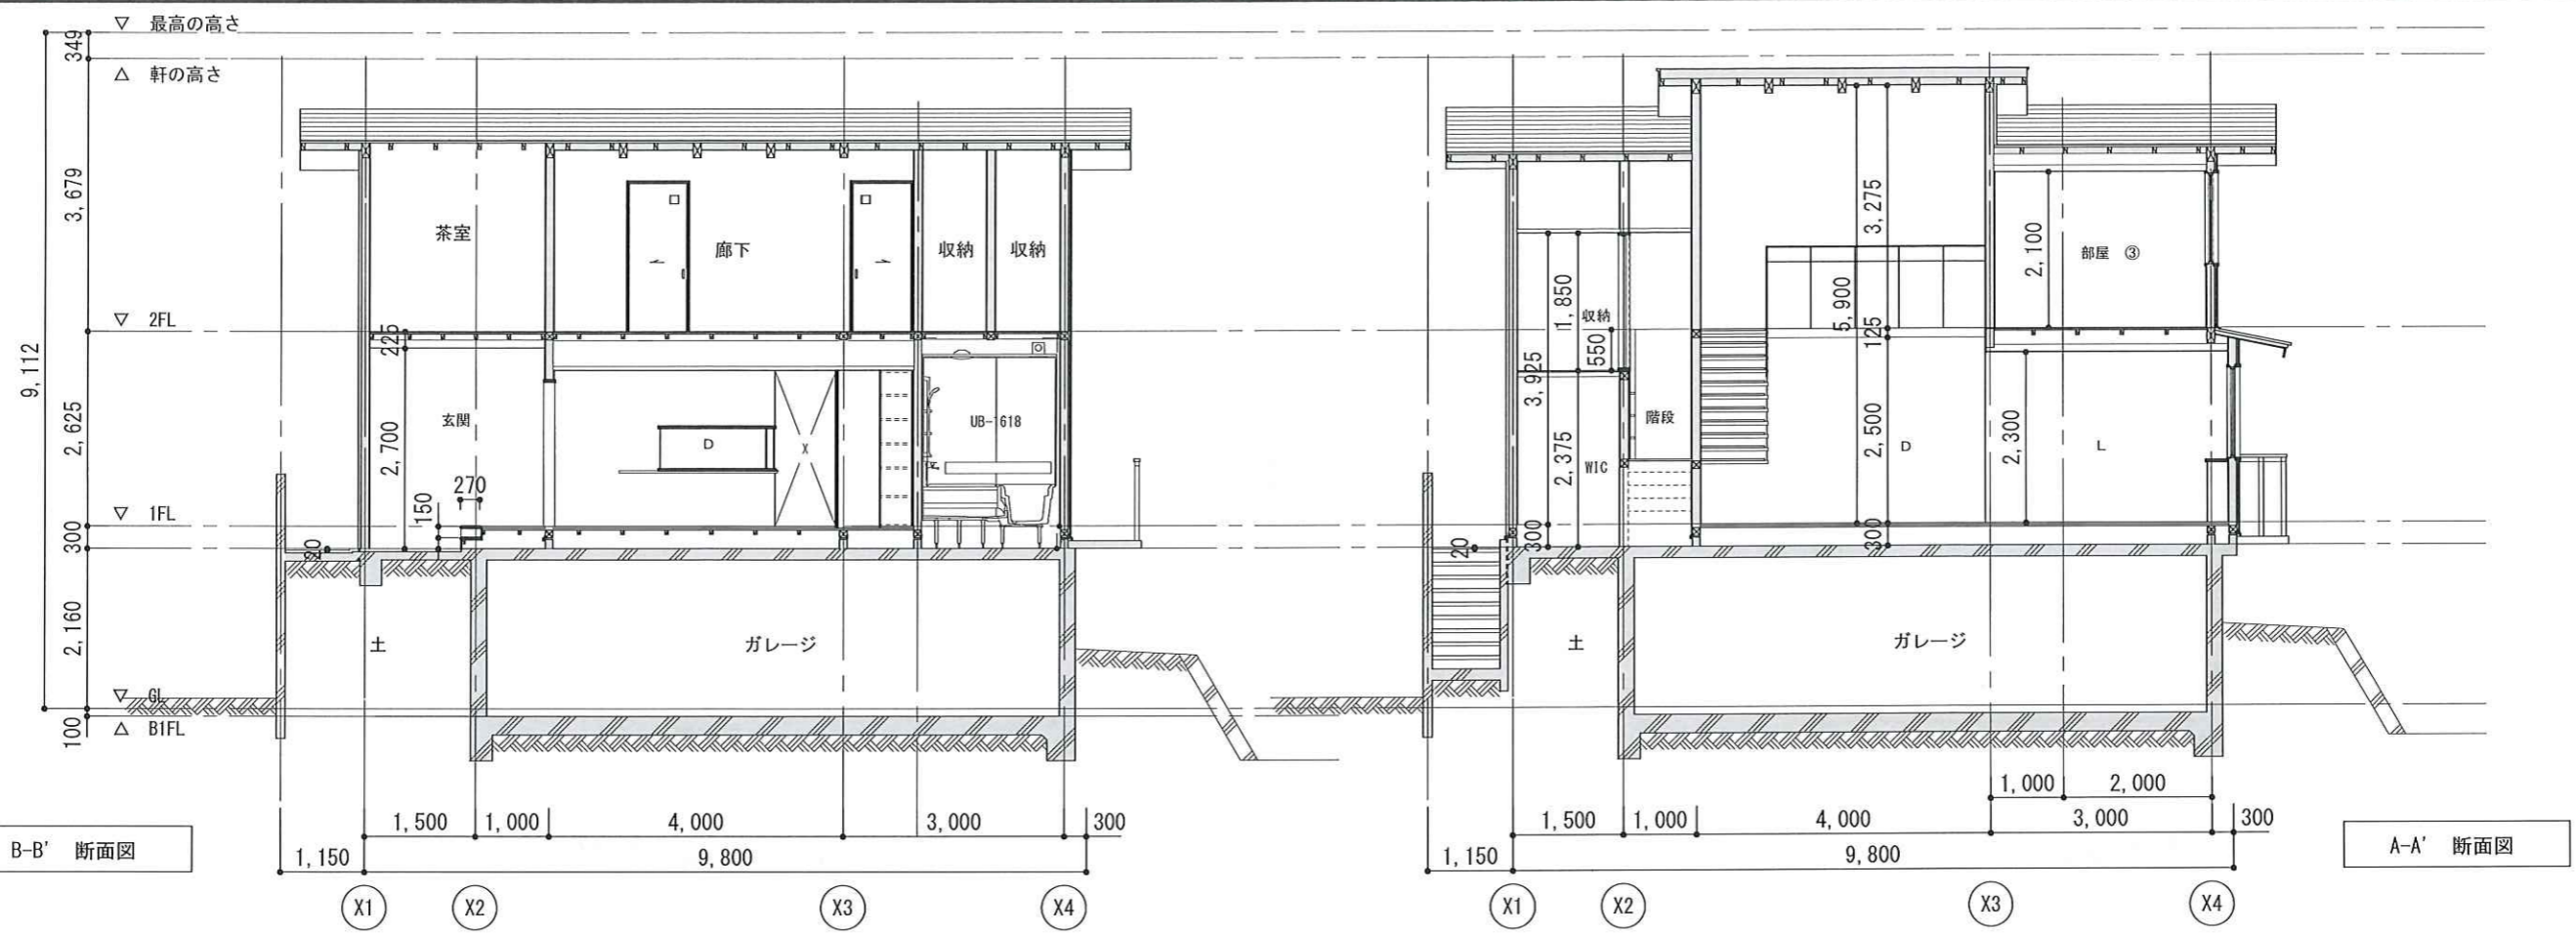 ▽ 最高の高さ
349
△ 軒の高さ
3,679
▽ 2FL
9,112
2,625
▽ 1FL
300
2,160
▽ GL
100
△ B1FL
茶室
廊下
収納
収納
225
玄関
2,700
270
150
20
D
X
UB-1618
土
ガレージ
1,500
1,000
4,000
3,000
300
1,150
9,800
X1
X2
X3
X4
B-B' 断面図
3,275
2,100
部屋 ③
1,850
収納
5,900
550
125
3,925
階段
2,500
D
2,300
L
2,375
WIC
300
300
20
土
ガレージ
1,000
2,000
1,500
1,000
4,000
3,000
300
1,150
9,800
X1
X2
X3
X4
A-A' 断面図